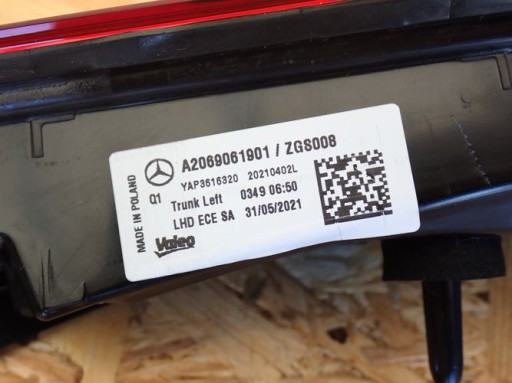 MADE IN POLAND
A2069061901 / ZGS008
Q1
YAP3616320 20210402L
Trunk Left 0349 06:50
LHD ECE SA 31/05/2021
Valeo